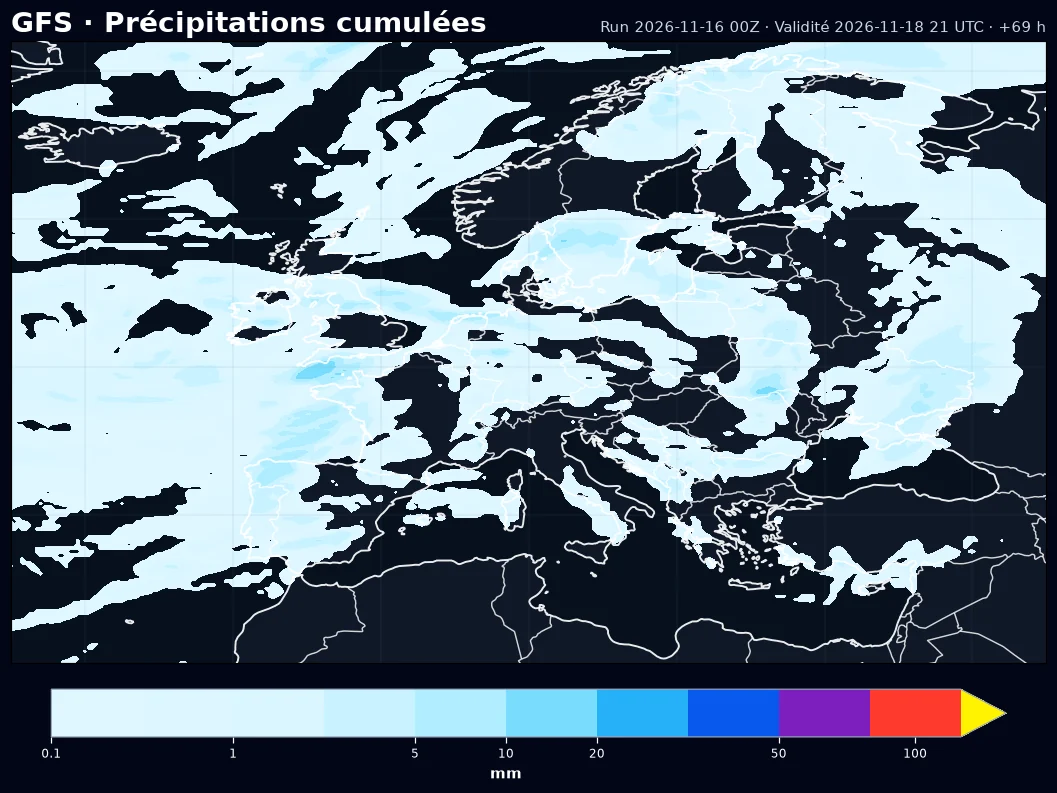 GFS · Précipitations cumulées
Run 2026-11-16 00Z · Validité 2026-11-18 21 UTC · +69 h
0.1 1 5 10 20 50 100
mm